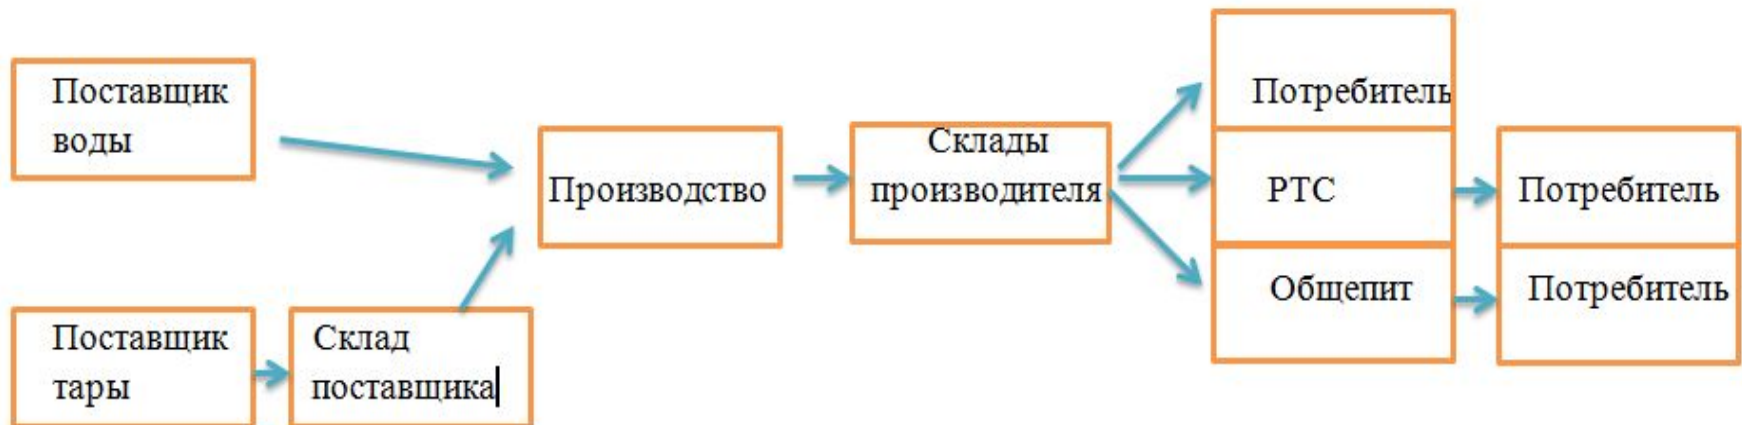 Поставщик
воды
Поставщик
тары
Склад
поставщика
Производство
Склады
производителя
Потребитель
РТС
Общепит
Потребитель
Потребитель